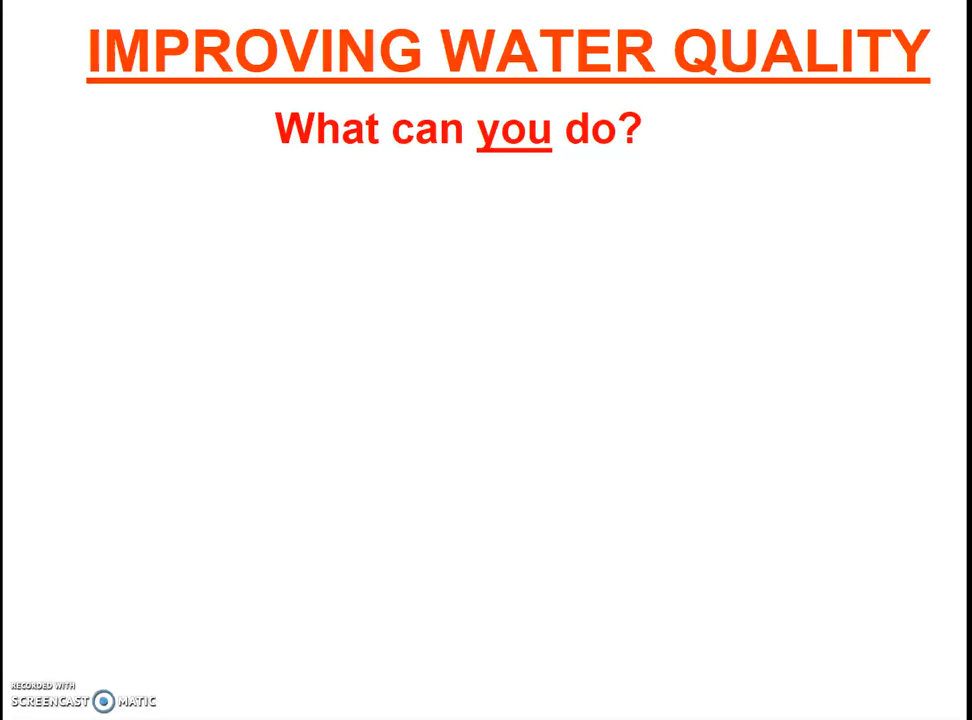 IMPROVING WATER QUALITY
What can you do?
RECORDED WITH
SCREENCAST MATIC